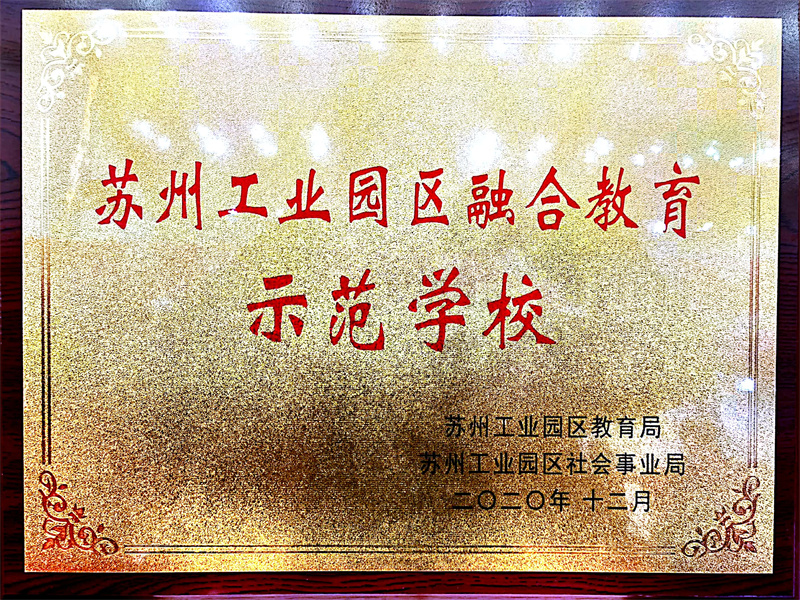 苏州工业园区融合教育
示范学校
苏州工业园区教育局
苏州工业园区社会事业局
二〇二〇年 十二月